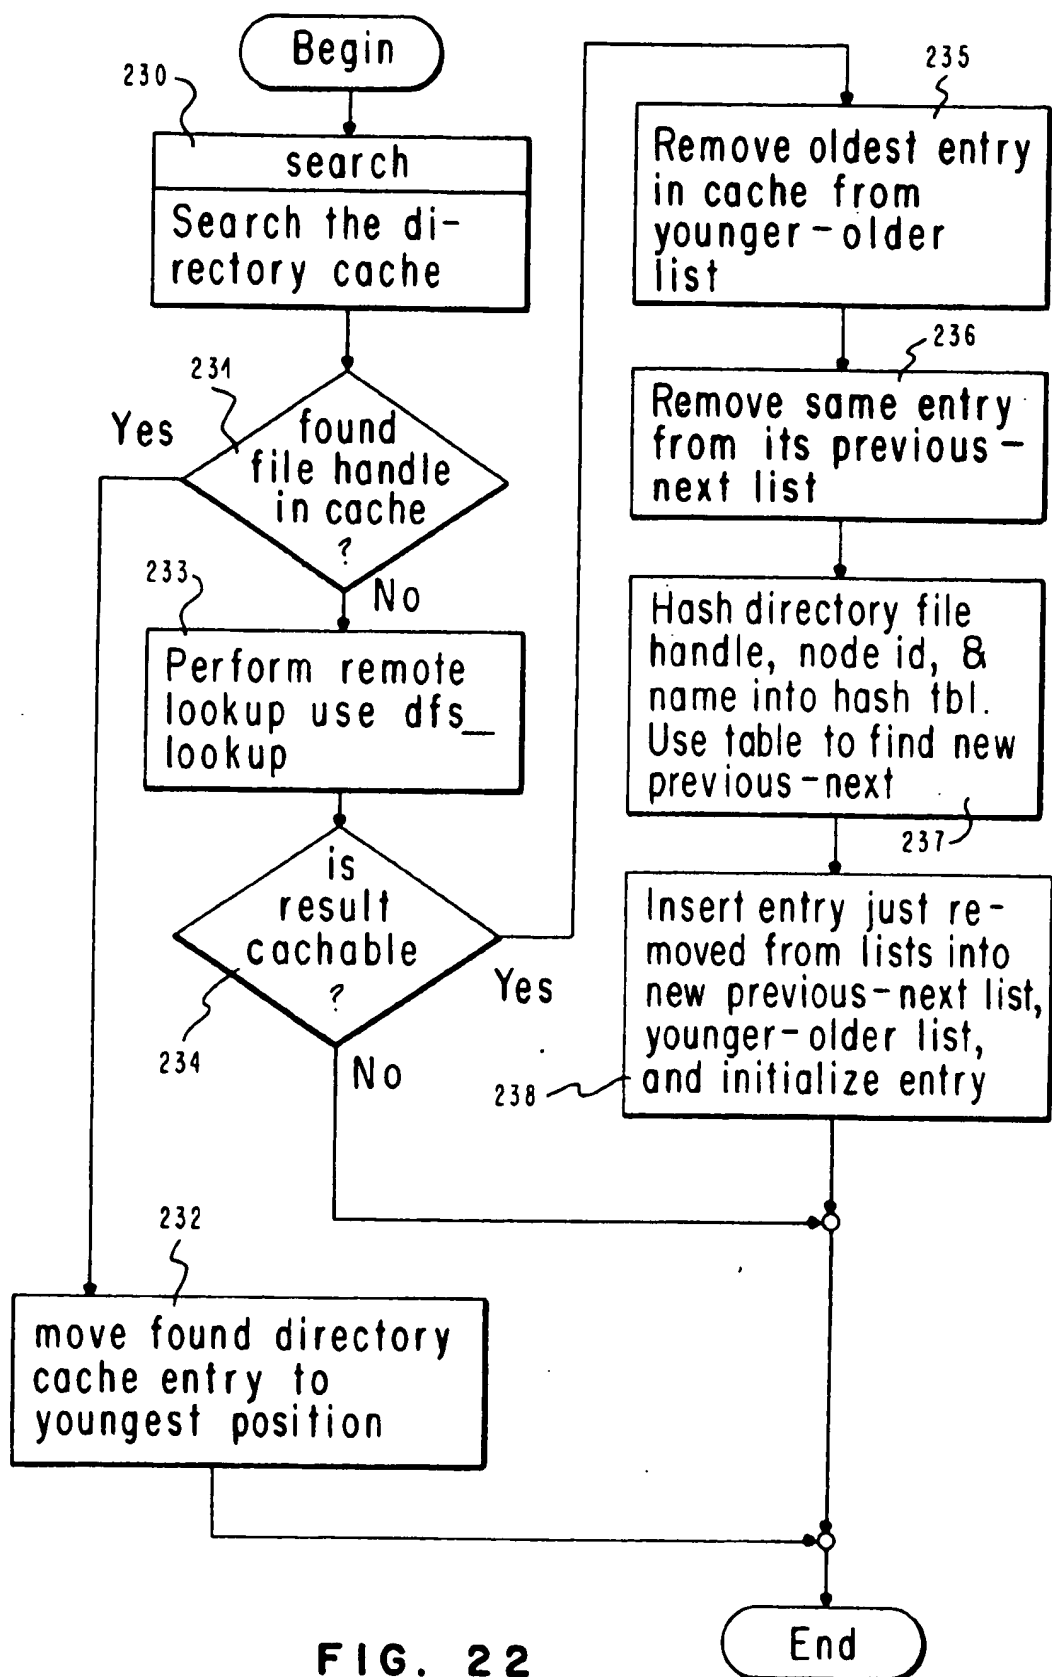 Begin
230
search
Search the di-
rectory cache
231
found
file handle
in cache
?
Yes
No
233
Perform remote
lookup use dfs_
lookup
is
result
cachable
?
Yes
234
No
232
move found directory
cache entry to
youngest position
235
Remove oldest entry
in cache from
younger-older
list
236
Remove same entry
from its previous-
next list
Hash directory file
handle, node id, &
name into hash tbl.
Use table to find new
previous-next
237
Insert entry just re-
moved from lists into
new previous-next list,
younger-older list,
and initialize entry
238
End
FIG. 22